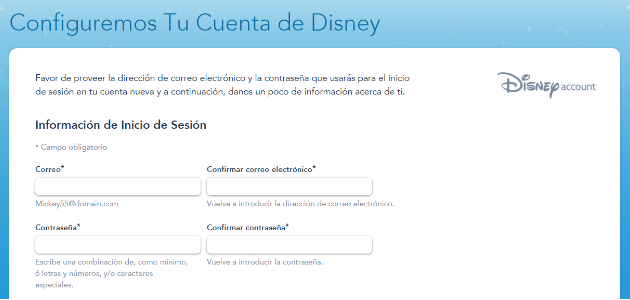 Configuremos Tu Cuenta de Disney
Favor de proveer la dirección de correo electrónico y la contraseña que usarás para el inicio
de sesión en tu cuenta nueva y a continuación, danos un poco de información acerca de ti.
Disney account
Información de Inicio de Sesión
* Campo obligatorio
Correo* Confirmar correo electrónico*
Mickey55@domain.com Vuelve a introducir la dirección de correo electrónico.
Contraseña* Confirmar contraseña*
Escribe una combinación de, como mínimo, Vuelve a introducir la contraseña.
6 letras y números, y/o caracteres
especiales.